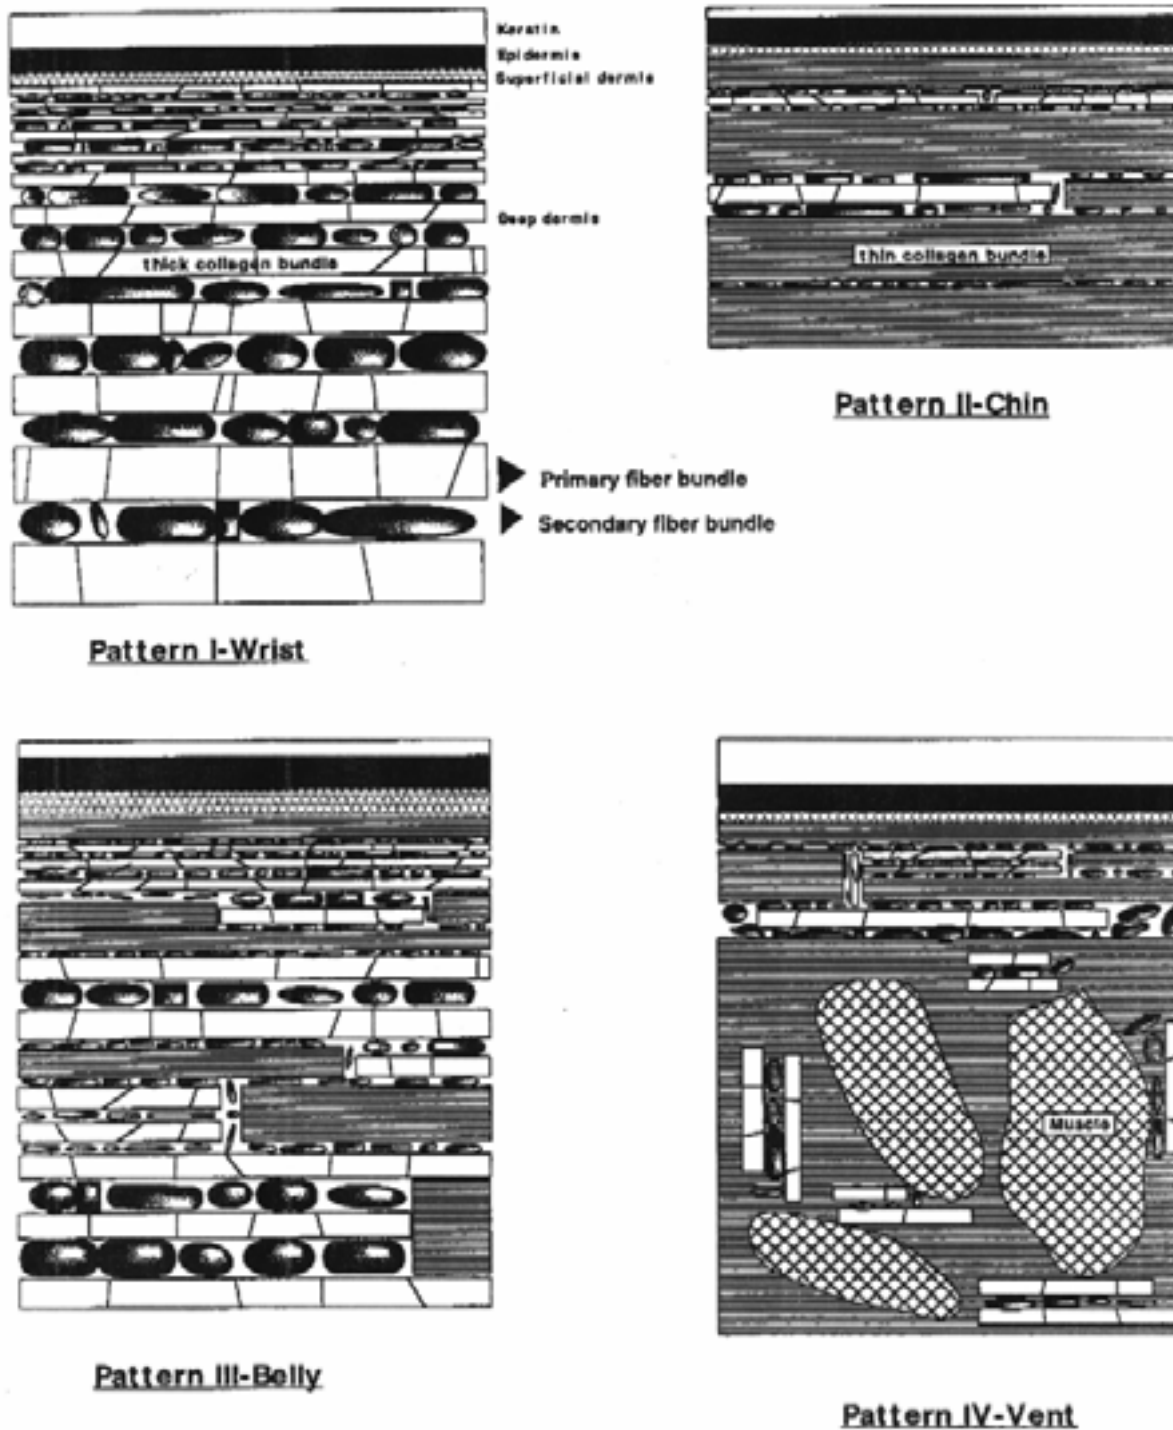 Keratin
Epidermis
Superficial dermis
Deep dermis
thick collagen bundle
Primary fiber bundle
Secondary fiber bundle
Pattern I-Wrist
thin collagen bundle
Pattern II-Chin
Pattern III-Belly
Muscle
Pattern IV-Vent